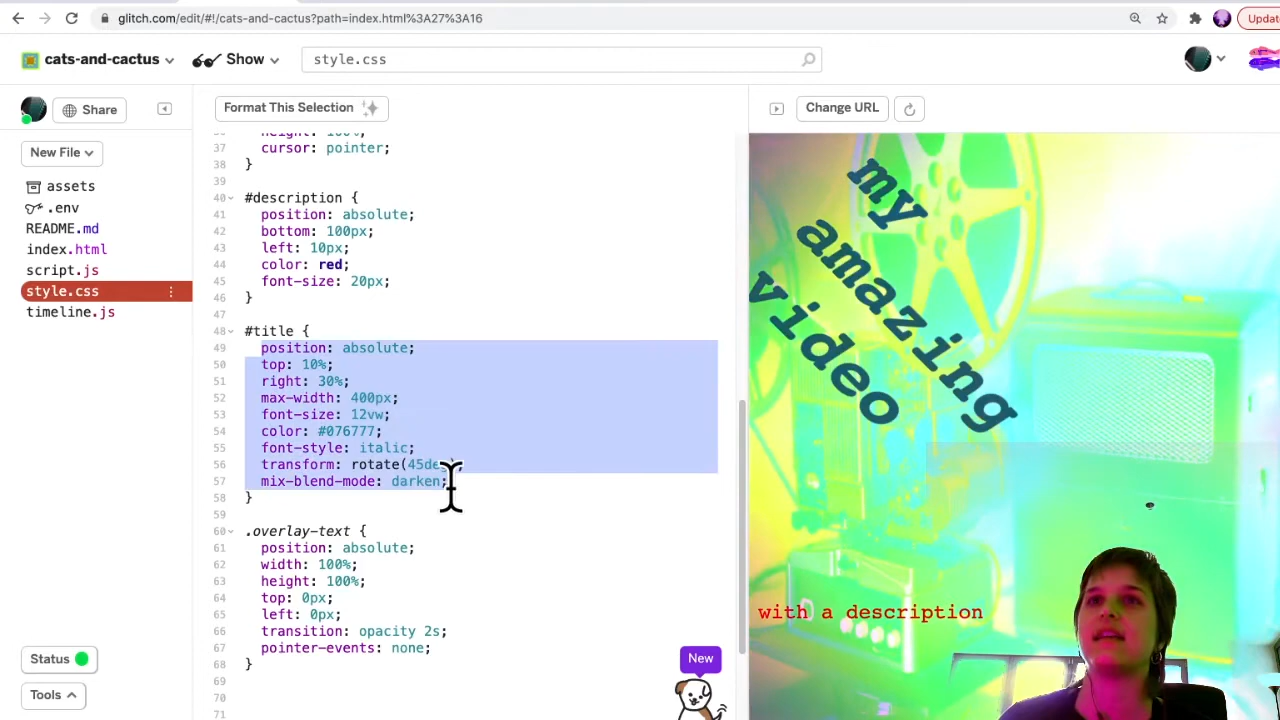 glitch.com/edit/#!/cats-and-cactus?path=index.html%3A27%3A16
Updat
cats-and-cactus
Show
style.css
Share
Format This Selection
Change URL
New File
assets
.env
README.md
index.html
script.js
style.css
timeline.js
Status
Tools
height: 100%;
37 cursor: pointer;
38 }
39
40 #description {
41 position: absolute;
42 bottom: 100px;
43 left: 10px;
44 color: red;
45 font-size: 20px;
46 }
47
48 #title {
49 position: absolute;
50 top: 10%;
51 right: 30%;
52 max-width: 400px;
53 font-size: 12vw;
54 color: #076777;
55 font-style: italic;
56 transform: rotate(45de
57 mix-blend-mode: darken;
58 }
59
60 .overlay-text {
61 position: absolute;
62 width: 100%;
63 height: 100%;
64 top: 0px;
65 left: 0px;
66 transition: opacity 2s;
67 pointer-events: none;
68 }
69
70
71
New
my
amazing
video
with a description